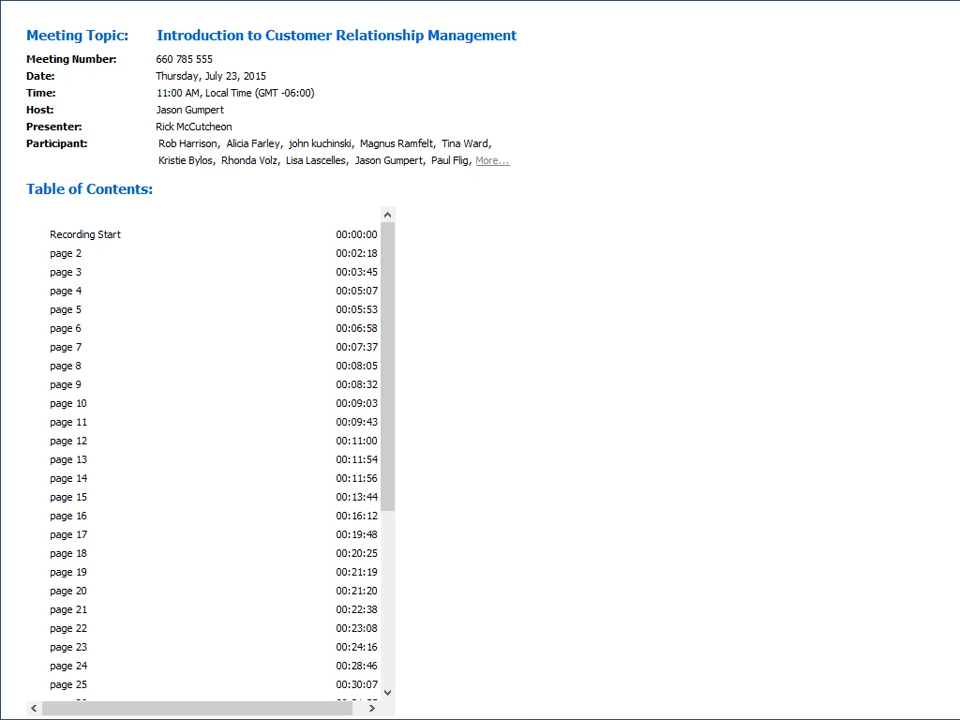 Meeting Topic: Introduction to Customer Relationship Management
Meeting Number: 660 785 555
Date: Thursday, July 23, 2015
Time: 11:00 AM, Local Time (GMT -06:00)
Host: Jason Gumpert
Presenter: Rick McCutcheon
Participant: Rob Harrison, Alicia Farley, john kuchinski, Magnus Ramfelt, Tina Ward,
Kristie Bylos, Rhonda Volz, Lisa Lascelles, Jason Gumpert, Paul Flig, More...
Table of Contents:
Recording Start 00:00:00
page 2 00:02:18
page 3 00:03:45
page 4 00:05:07
page 5 00:05:53
page 6 00:06:58
page 7 00:07:37
page 8 00:08:05
page 9 00:08:32
page 10 00:09:03
page 11 00:09:43
page 12 00:11:00
page 13 00:11:54
page 14 00:11:56
page 15 00:13:44
page 16 00:16:12
page 17 00:19:48
page 18 00:20:25
page 19 00:21:19
page 20 00:21:20
page 21 00:22:38
page 22 00:23:08
page 23 00:24:16
page 24 00:28:46
page 25 00:30:07